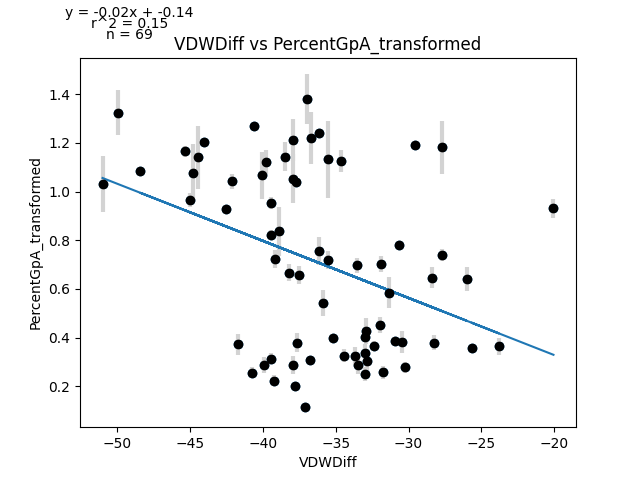 y = -0.02x + -0.14
r^2 = 0.15
n = 69
VDWDiff vs PercentGpA_transformed
1.4
1.2
1.0
0.8
0.6
0.4
0.2
PercentGpA_transformed
−50 −45 −40 −35 −30 −25 −20
VDWDiff